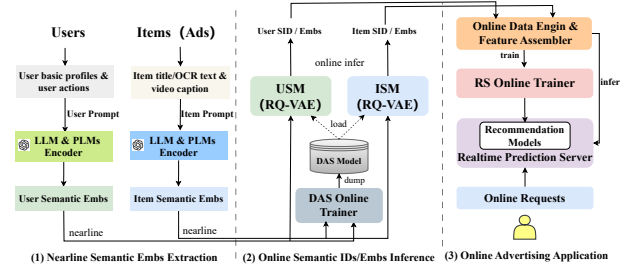 Users
Items (Ads)
User basic profiles &
user actions
Item title/OCR text &
video caption
User Prompt
Item Prompt
LLM & PLMs
Encoder
LLM & PLMs
Encoder
User Semantic Embs
Item Semantic Embs
nearline
nearline
(1) Nearline Semantic Embs Extraction
User SID / Embs
Item SID / Embs
online infer
USM
(RQ-VAE)
ISM
(RQ-VAE)
load
DAS Model
dump
DAS Online
Trainer
(2) Online Semantic IDs/Embs Inference
Online Data Engin &
Feature Assembler
train
infer
RS Online Trainer
Recommendation
Models
Realtime Prediction Server
Online Requests
(3) Online Advertising Application